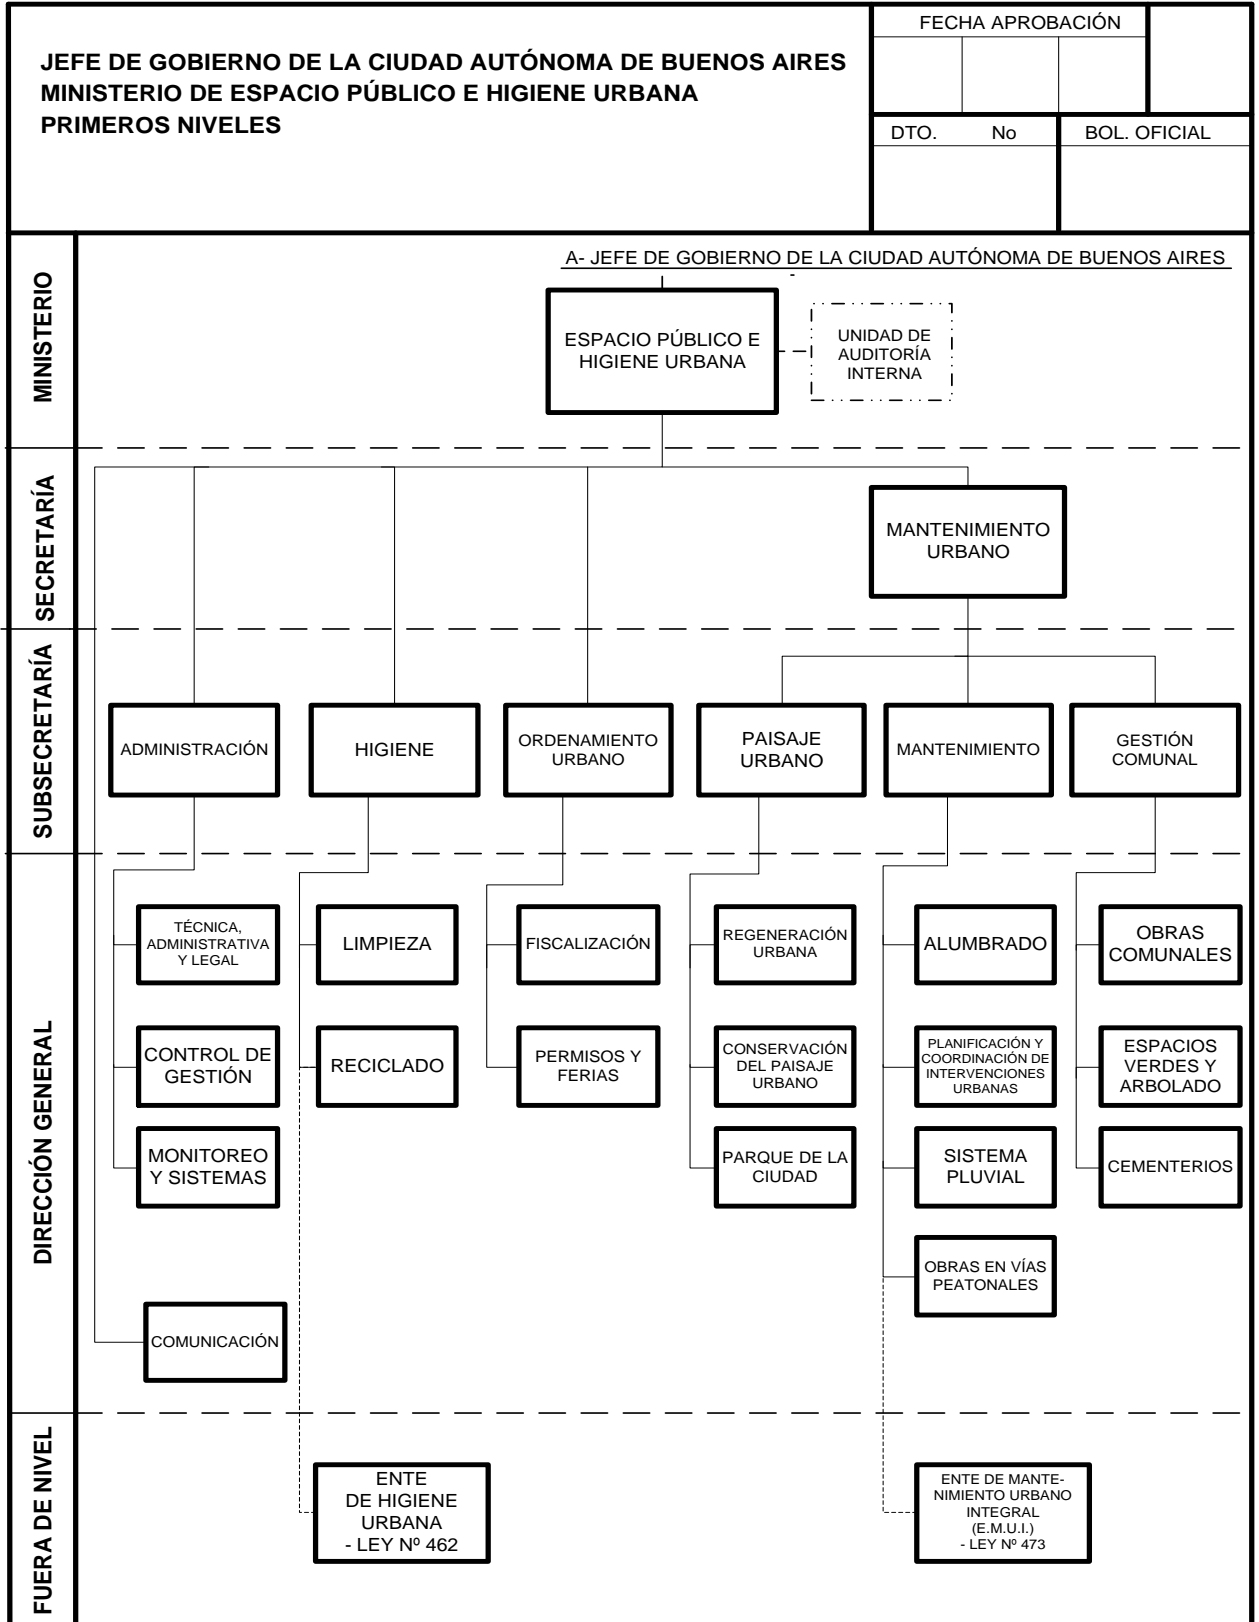 JEFE DE GOBIERNO DE LA CIUDAD AUTÓNOMA DE BUENOS AIRES
MINISTERIO DE ESPACIO PÚBLICO E HIGIENE URBANA
PRIMEROS NIVELES
FECHA APROBACIÓN
DTO. No
BOL. OFICIAL
MINISTERIO
A- JEFE DE GOBIERNO DE LA CIUDAD AUTÓNOMA DE BUENOS AIRES
-
ESPACIO PÚBLICO E
HIGIENE URBANA
UNIDAD DE
AUDITORÍA
INTERNA
SECRETARÍA
MANTENIMIENTO
URBANO
SUBSECRETARÍA
ADMINISTRACIÓN
HIGIENE
ORDENAMIENTO
URBANO
PAISAJE
URBANO
MANTENIMIENTO
GESTIÓN
COMUNAL
DIRECCIÓN GENERAL
TÉCNICA,
ADMINISTRATIVA
Y LEGAL
LIMPIEZA
FISCALIZACIÓN
REGENERACIÓN
URBANA
ALUMBRADO
OBRAS
COMUNALES
CONTROL DE
GESTIÓN
RECICLADO
PERMISOS Y
FERIAS
CONSERVACIÓN
DEL PAISAJE
URBANO
PLANIFICACIÓN Y
COORDINACIÓN DE
INTERVENCIONES
URBANAS
ESPACIOS
VERDES Y
ARBOLADO
MONITOREO
Y SISTEMAS
PARQUE DE LA
CIUDAD
SISTEMA
PLUVIAL
CEMENTERIOS
OBRAS EN VÍAS
PEATONALES
COMUNICACIÓN
FUERA DE NIVEL
ENTE
DE HIGIENE
URBANA
- LEY Nº 462
ENTE DE MANTE-
NIMIENTO URBANO
INTEGRAL
(E.M.U.I.)
- LEY Nº 473